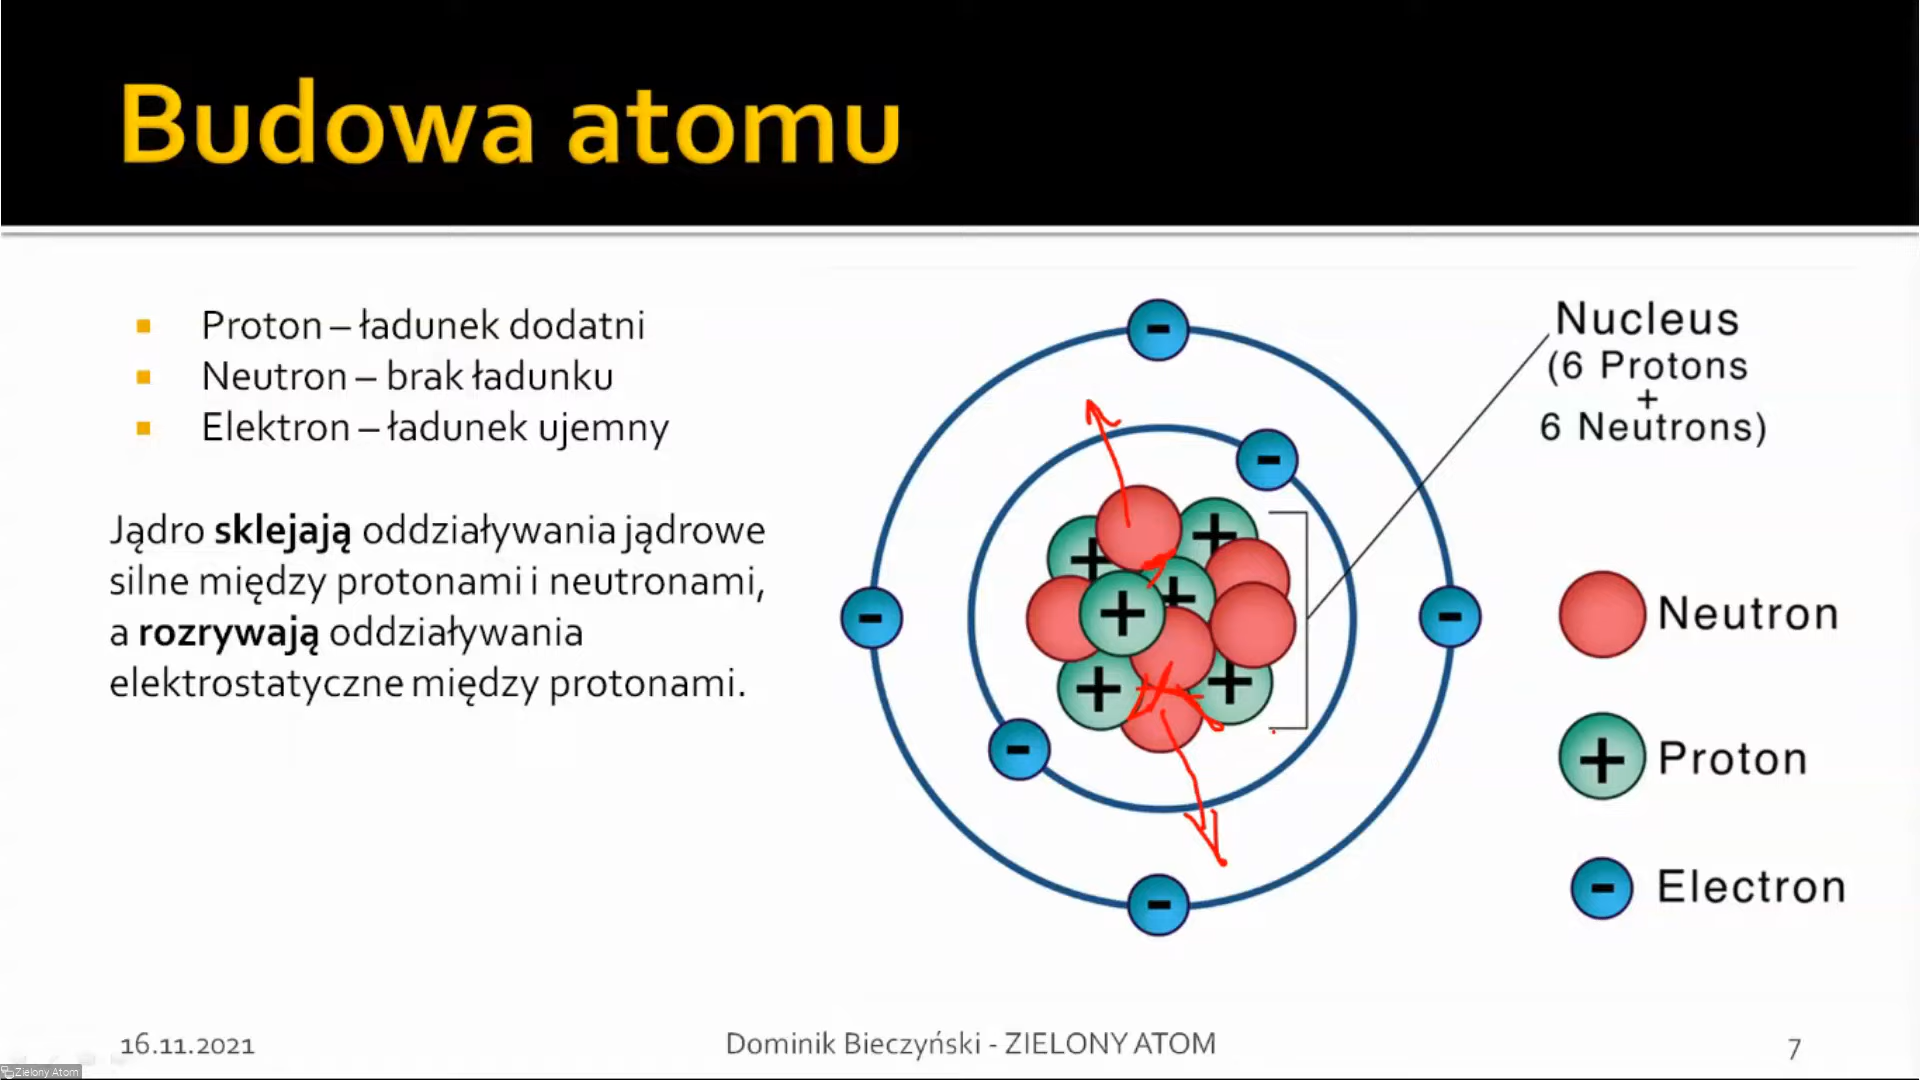 Budowa atomu
Proton – ładunek dodatni
Neutron – brak ładunku
Elektron – ładunek ujemny
Jądro sklejają oddziaływania jądrowe
silne między protonami i neutronami,
a rozrywają oddziaływania
elektrostatyczne między protonami.
Nucleus
(6 Protons
+
6 Neutrons)
Neutron
Proton
Electron
16.11.2021
Dominik Bieczyński - ZIELONY ATOM
7
Zielony Atom